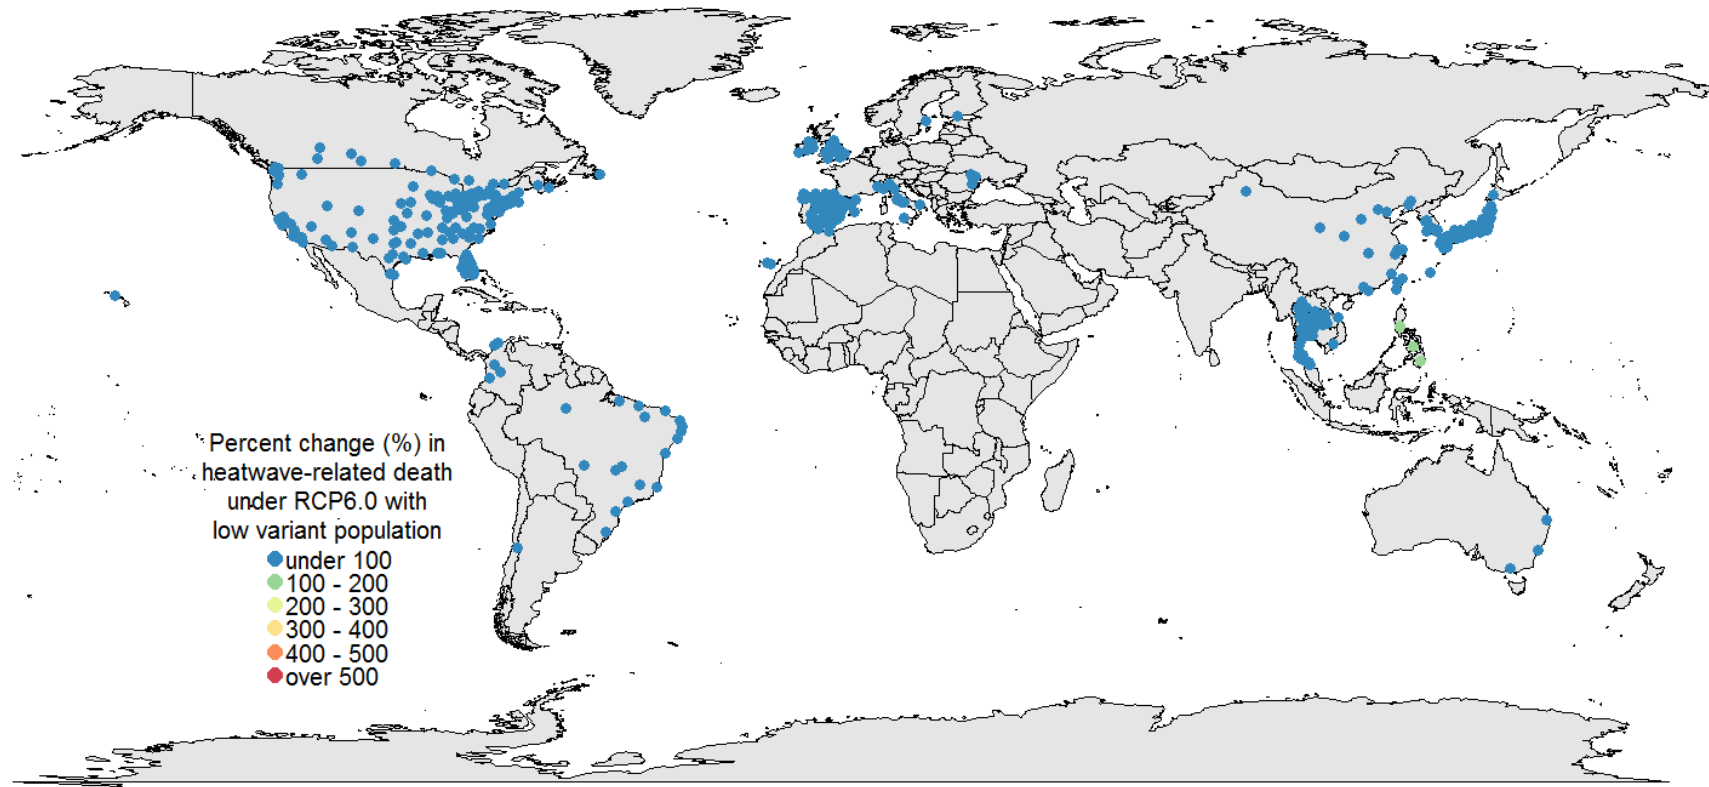 Percent change (%) in
heatwave-related death
under RCP6.0 with
low variant population
under 100
100 - 200
200 - 300
300 - 400
400 - 500
over 500